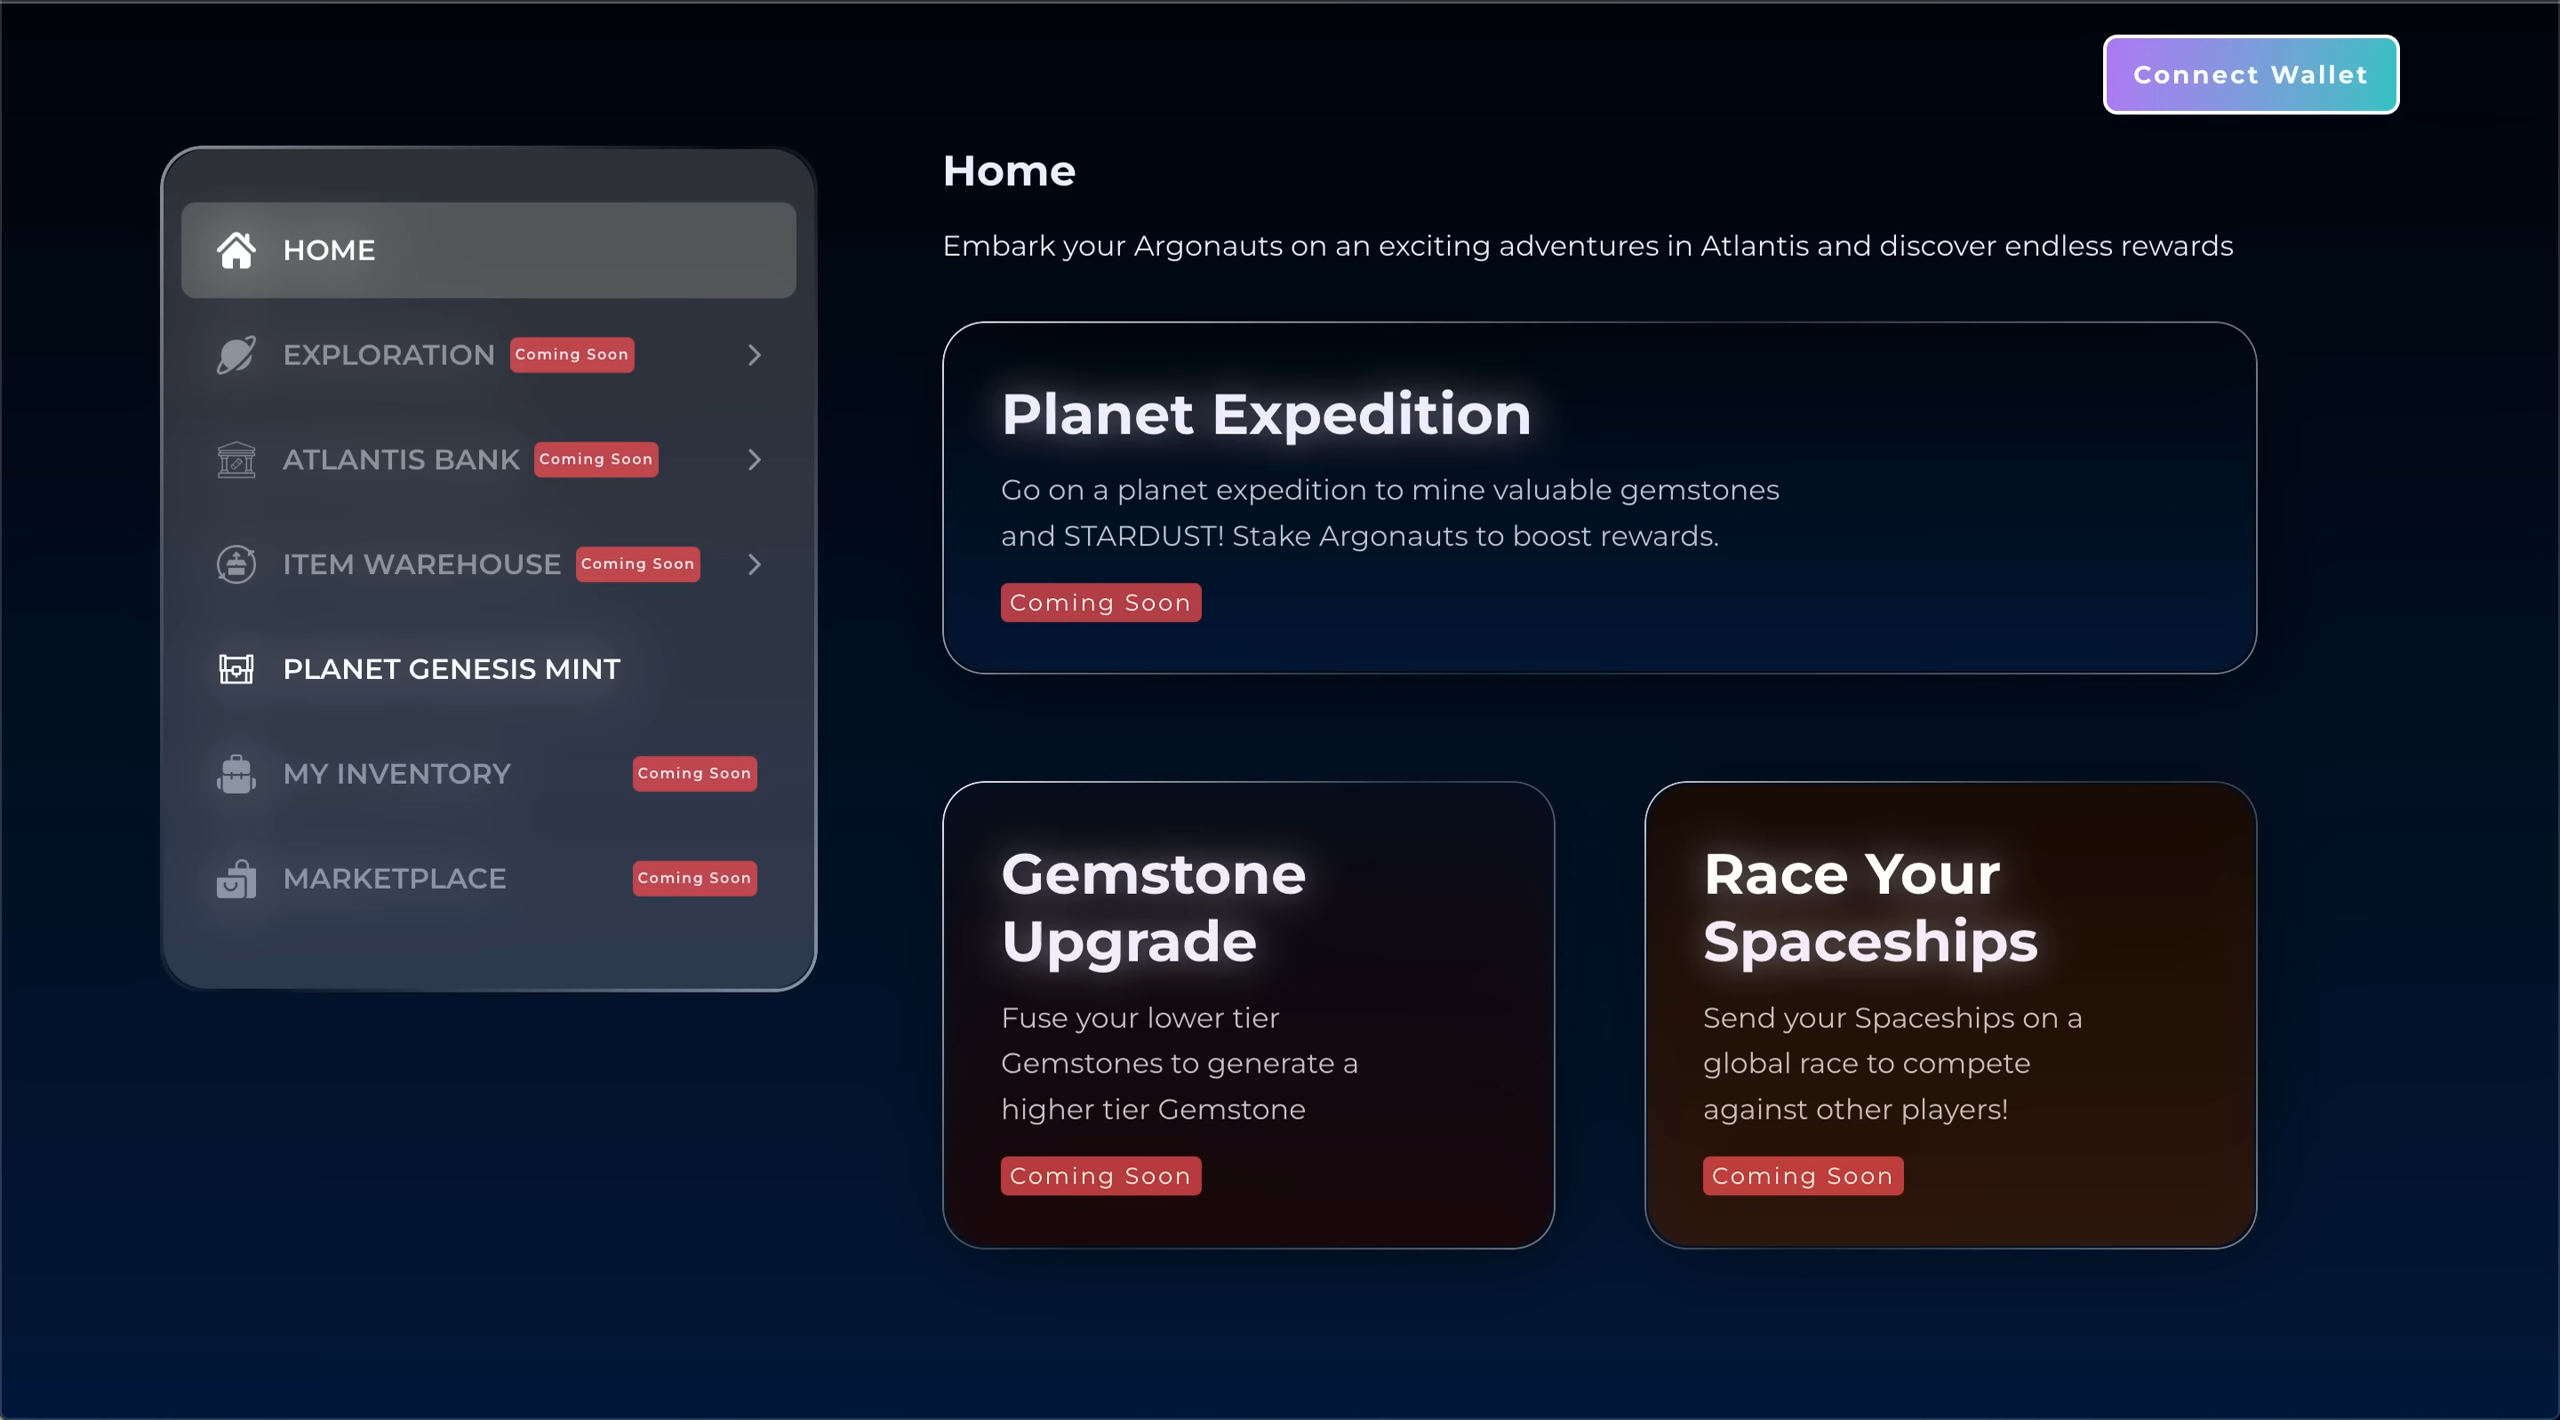 Connect Wallet
HOME
EXPLORATION Coming Soon
ATLANTIS BANK Coming Soon
ITEM WAREHOUSE Coming Soon
PLANET GENESIS MINT
MY INVENTORY Coming Soon
MARKETPLACE Coming Soon
Home
Embark your Argonauts on an exciting adventures in Atlantis and discover endless rewards
Planet Expedition
Go on a planet expedition to mine valuable gemstones
and STARDUST! Stake Argonauts to boost rewards.
Coming Soon
Gemstone
Upgrade
Fuse your lower tier
Gemstones to generate a
higher tier Gemstone
Coming Soon
Race Your
Spaceships
Send your Spaceships on a
global race to compete
against other players!
Coming Soon